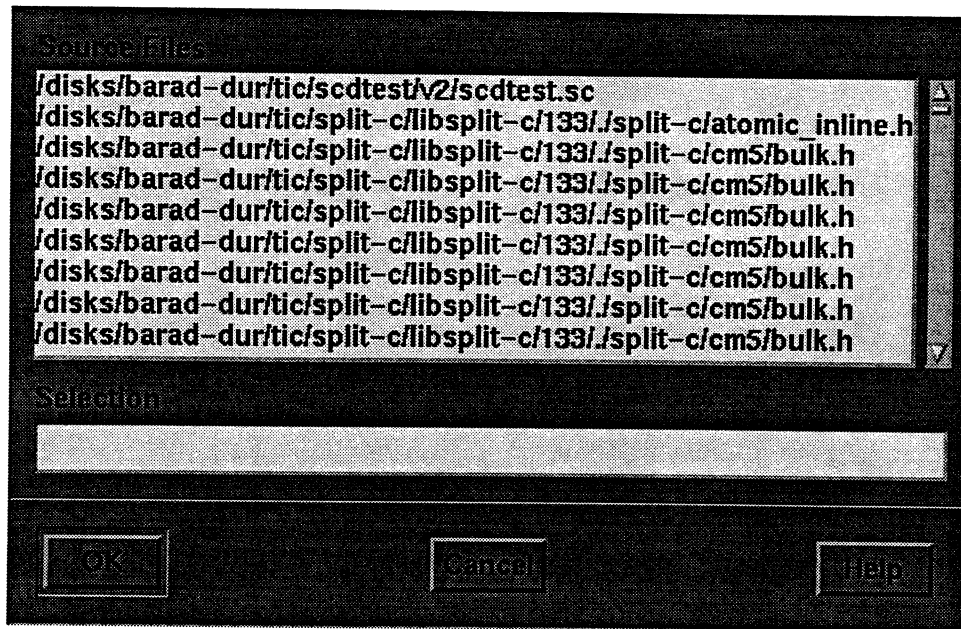 Source Files
/disks/barad-dur/tic/scdtest/v2/scdtest.sc
/disks/barad-dur/tic/split-c/libsplit-c/133/./split-c/atomic_inline.h
/disks/barad-dur/tic/split-c/libsplit-c/133/./split-c/cm5/bulk.h
/disks/barad-dur/tic/split-c/libsplit-c/133/./split-c/cm5/bulk.h
/disks/barad-dur/tic/split-c/libsplit-c/133/./split-c/cm5/bulk.h
/disks/barad-dur/tic/split-c/libsplit-c/133/./split-c/cm5/bulk.h
/disks/barad-dur/tic/split-c/libsplit-c/133/./split-c/cm5/bulk.h
/disks/barad-dur/tic/split-c/libsplit-c/133/./split-c/cm5/bulk.h
/disks/barad-dur/tic/split-c/libsplit-c/133/./split-c/cm5/bulk.h
Selection
OK Cancel Help